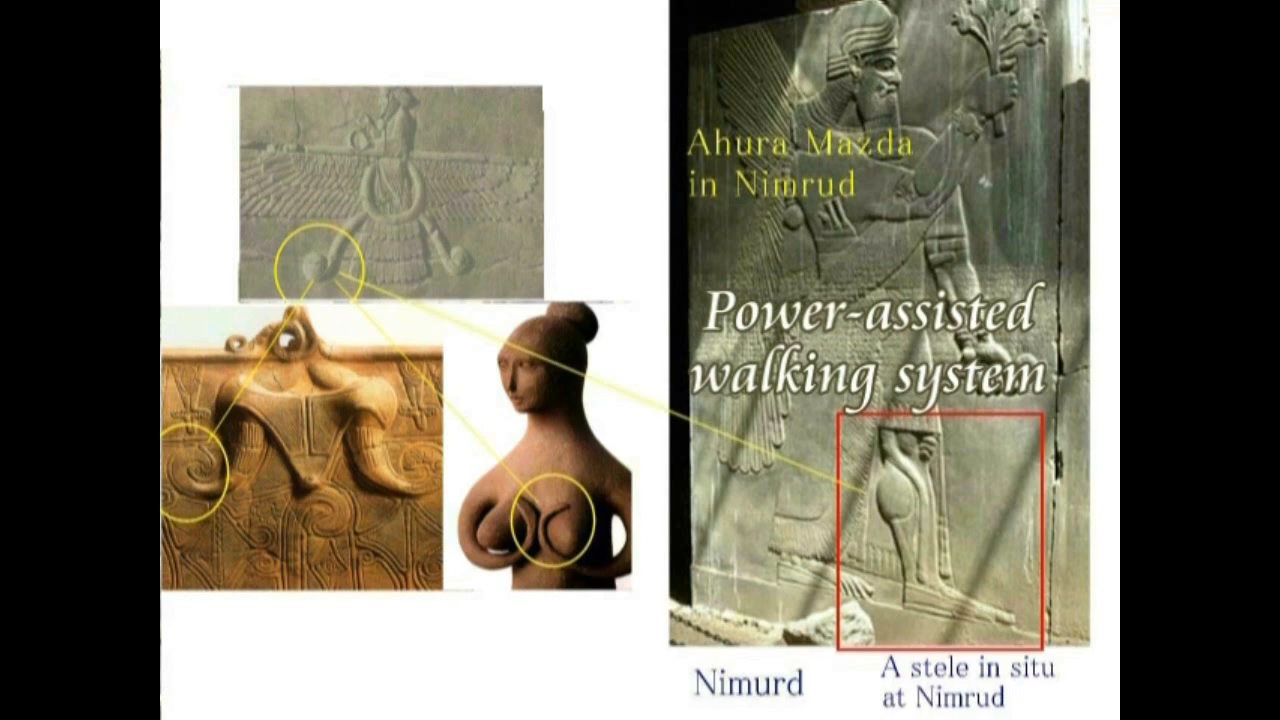 Ahura Mazda
in Nimrud
Power-assisted
walking system
Nimurd
A stele in situ
at Nimrud